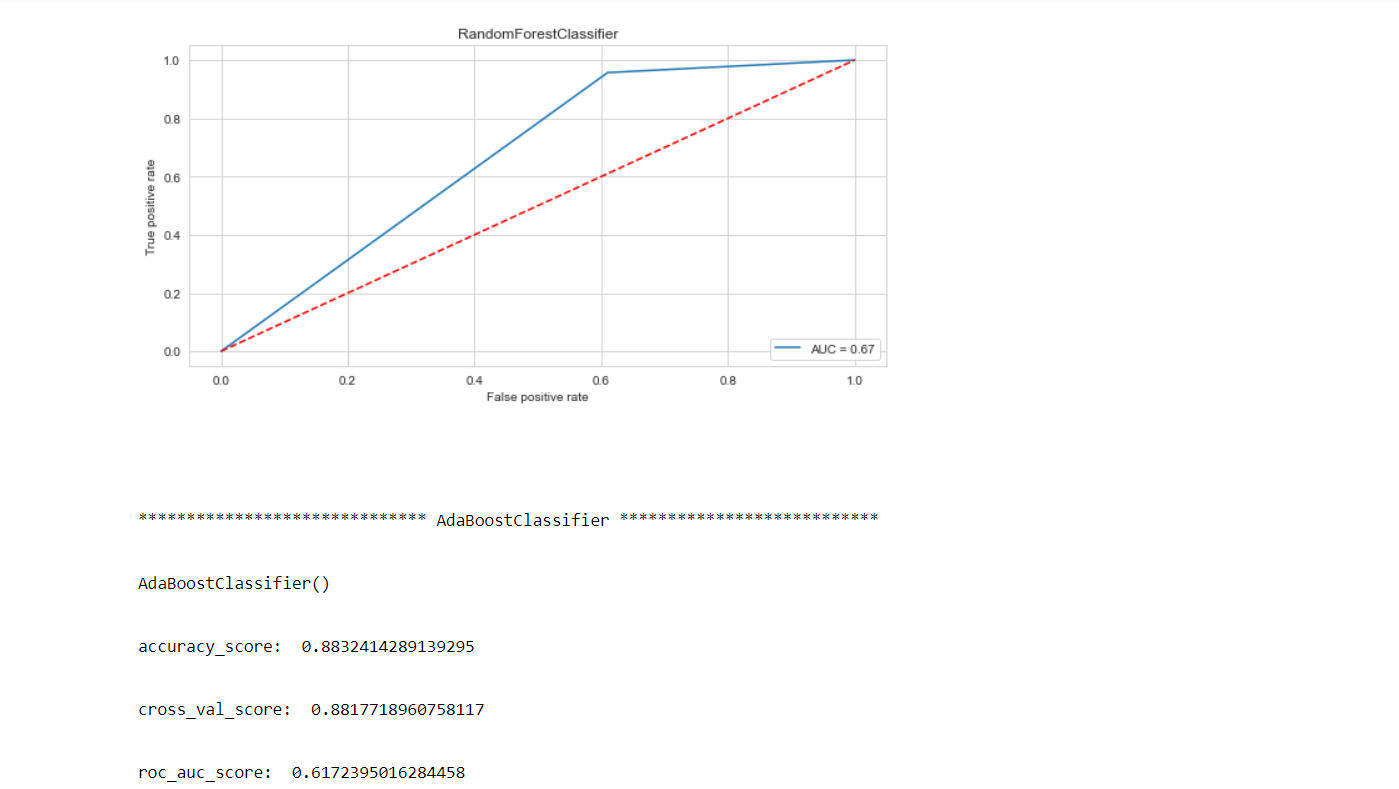 RandomForestClassifier
1.0
0.8
0.6
0.4
0.2
0.0
True positive rate
AUC = 0.67
0.0 0.2 0.4 0.6 0.8 1.0
False positive rate
****************************** AdaBoostClassifier ***************************
AdaBoostClassifier()
accuracy_score:  0.8832414289139295
cross_val_score:  0.8817718960758117
roc_auc_score:  0.6172395016284458